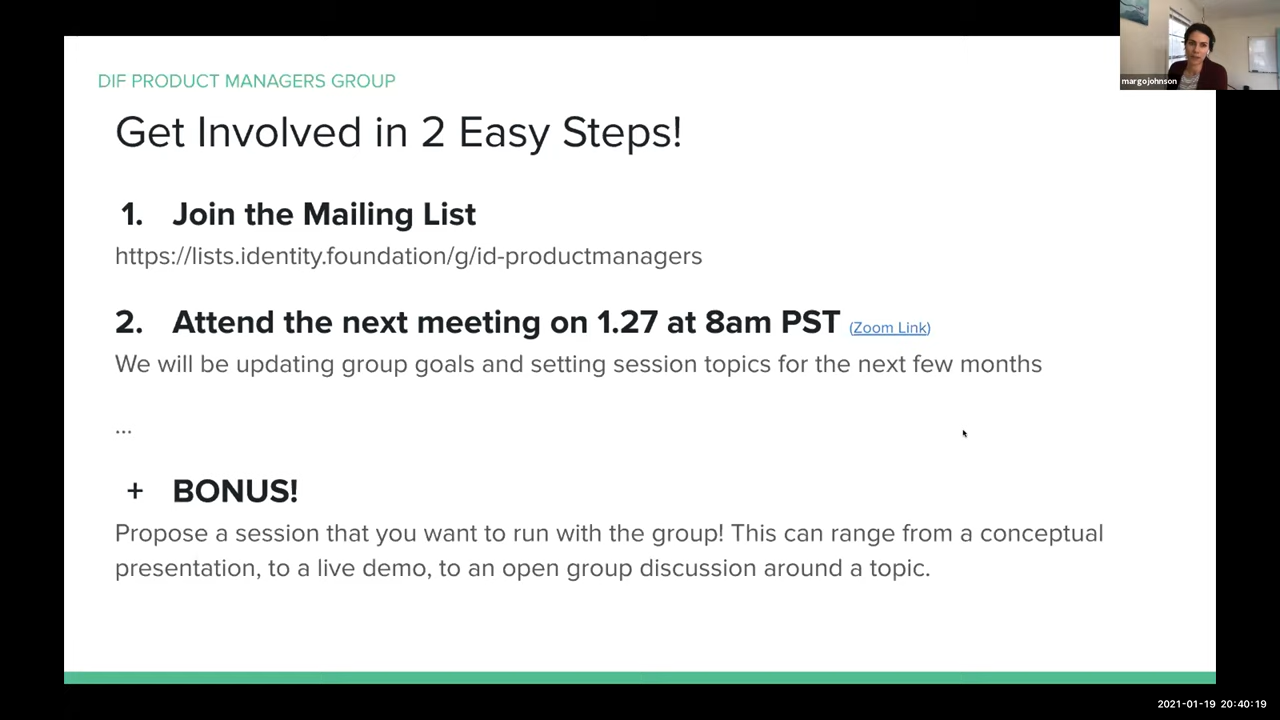 DIF PRODUCT MANAGERS GROUP
margojohnson
Get Involved in 2 Easy Steps!
1. Join the Mailing List
https://lists.identity.foundation/g/id-productmanagers
2. Attend the next meeting on 1.27 at 8am PST (Zoom Link)
We will be updating group goals and setting session topics for the next few months
...
+ BONUS!
Propose a session that you want to run with the group! This can range from a conceptual
presentation, to a live demo, to an open group discussion around a topic.
2021-01-19 20:40:19